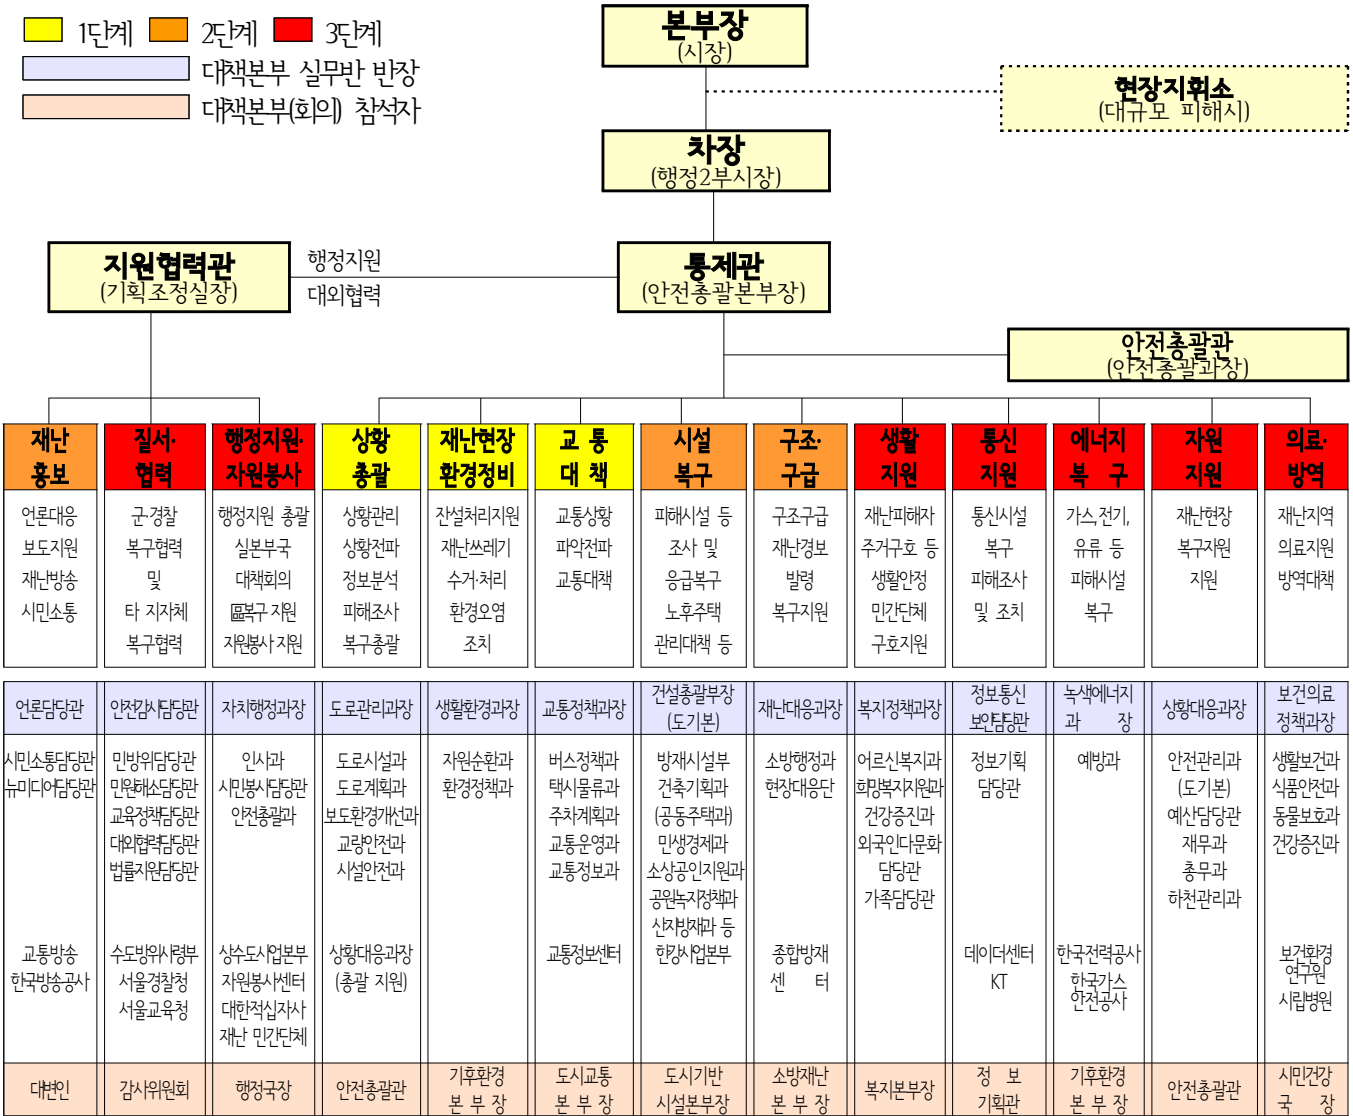 1단계 2단계 3단계
대책본부 실무반 반장
대책본부(회의) 참석자
본부장
(시장)
현장지휘소
(대규모 피해시)
차장
(행정2부시장)
지원협력관
(기획조정실장)
행정지원
대외협력
통제관
(안전총괄본부장)
안전총괄관
(안전총괄과장)
재난
홍보
질서·
협력
행정지원·
자원봉사
상황
총괄
재난현장
환경정비
교 통
대 책
시설
복구
구조·
구급
생활
지원
통신
지원
에너지
복 구
자원
지원
의료·
방역
언론대응
보도지원
재난방송
시민소통
군·경찰
복구협력
및
타 지자체
복구협력
행정지원 총괄
실본부국
대책회의
區복구 지원
자원봉사 지원
상황관리
상황전파
정보분석
피해조사
복구총괄
잔설처리지원
재난쓰레기
수거·처리
환경오염
조치
교통상황
파악전파
교통대책
피해시설 등
조사 및
응급복구
노후주택
관리대책 등
구조구급
재난경보
발령
복구지원
재난피해자
주거구호 등
생활안정
민간단체
구호지원
통신시설
복구
피해조사
및 조치
가스,전기,
유류 등
피해시설
복구
재난현장
복구자원
지원
재난지역
의료지원
방역대책
언론담당관
안전감사담당관
자치행정과장
도로관리과장
생활환경과장
교통정책과장
건설총괄부장
(도기본)
재난대응과장
복지정책과장
정보통신
보안담당관
녹색에너지
과 장
상황대응과장
보건의료
정책과장
시민소통담당관
뉴미디어담당관
민방위담당관
민원해소담당관
교육정책담당관
대외협력담당관
법률지원담당관
인사과
시민봉사담당관
안전총괄과
도로시설과
도로계획과
보도환경개선과
교량안전과
시설안전과
자원순환과
환경정책과
버스정책과
택시물류과
주차계획과
교통운영과
교통정보과
방재시설부
건축기획과
(공동주택과)
민생경제과
소상공인지원과
공원녹지정책과
산지방재과 등
한강사업본부
소방행정과
현장대응단
어르신복지과
희망복지지원과
건강증진과
외국인다문화
담당관
가족담당관
정보기획
담당관
예방과
안전관리과
(도기본)
예산담당관
재무과
총무과
하천관리과
생활보건과
식품안전과
동물보호과
건강증진과
교통방송
한국방송공사
수도방위사령부
서울경찰청
서울교육청
상수도사업본부
자원봉사센터
대한적십자사
재난 민간단체
상황대응과장
(총괄 지원)
교통정보센터
종합방재
센 터
데이더센터
KT
한국전력공사
한국가스
안전공사
보건환경
연구원
시립병원
대변인
감사위원회
행정국장
안전총괄관
기후환경
본 부 장
도시교통
본 부 장
도시기반
시설본부장
소방재난
본 부 장
복지본부장
정 보
기획관
기후환경
본 부 장
안전총괄관
시민건강
국 장